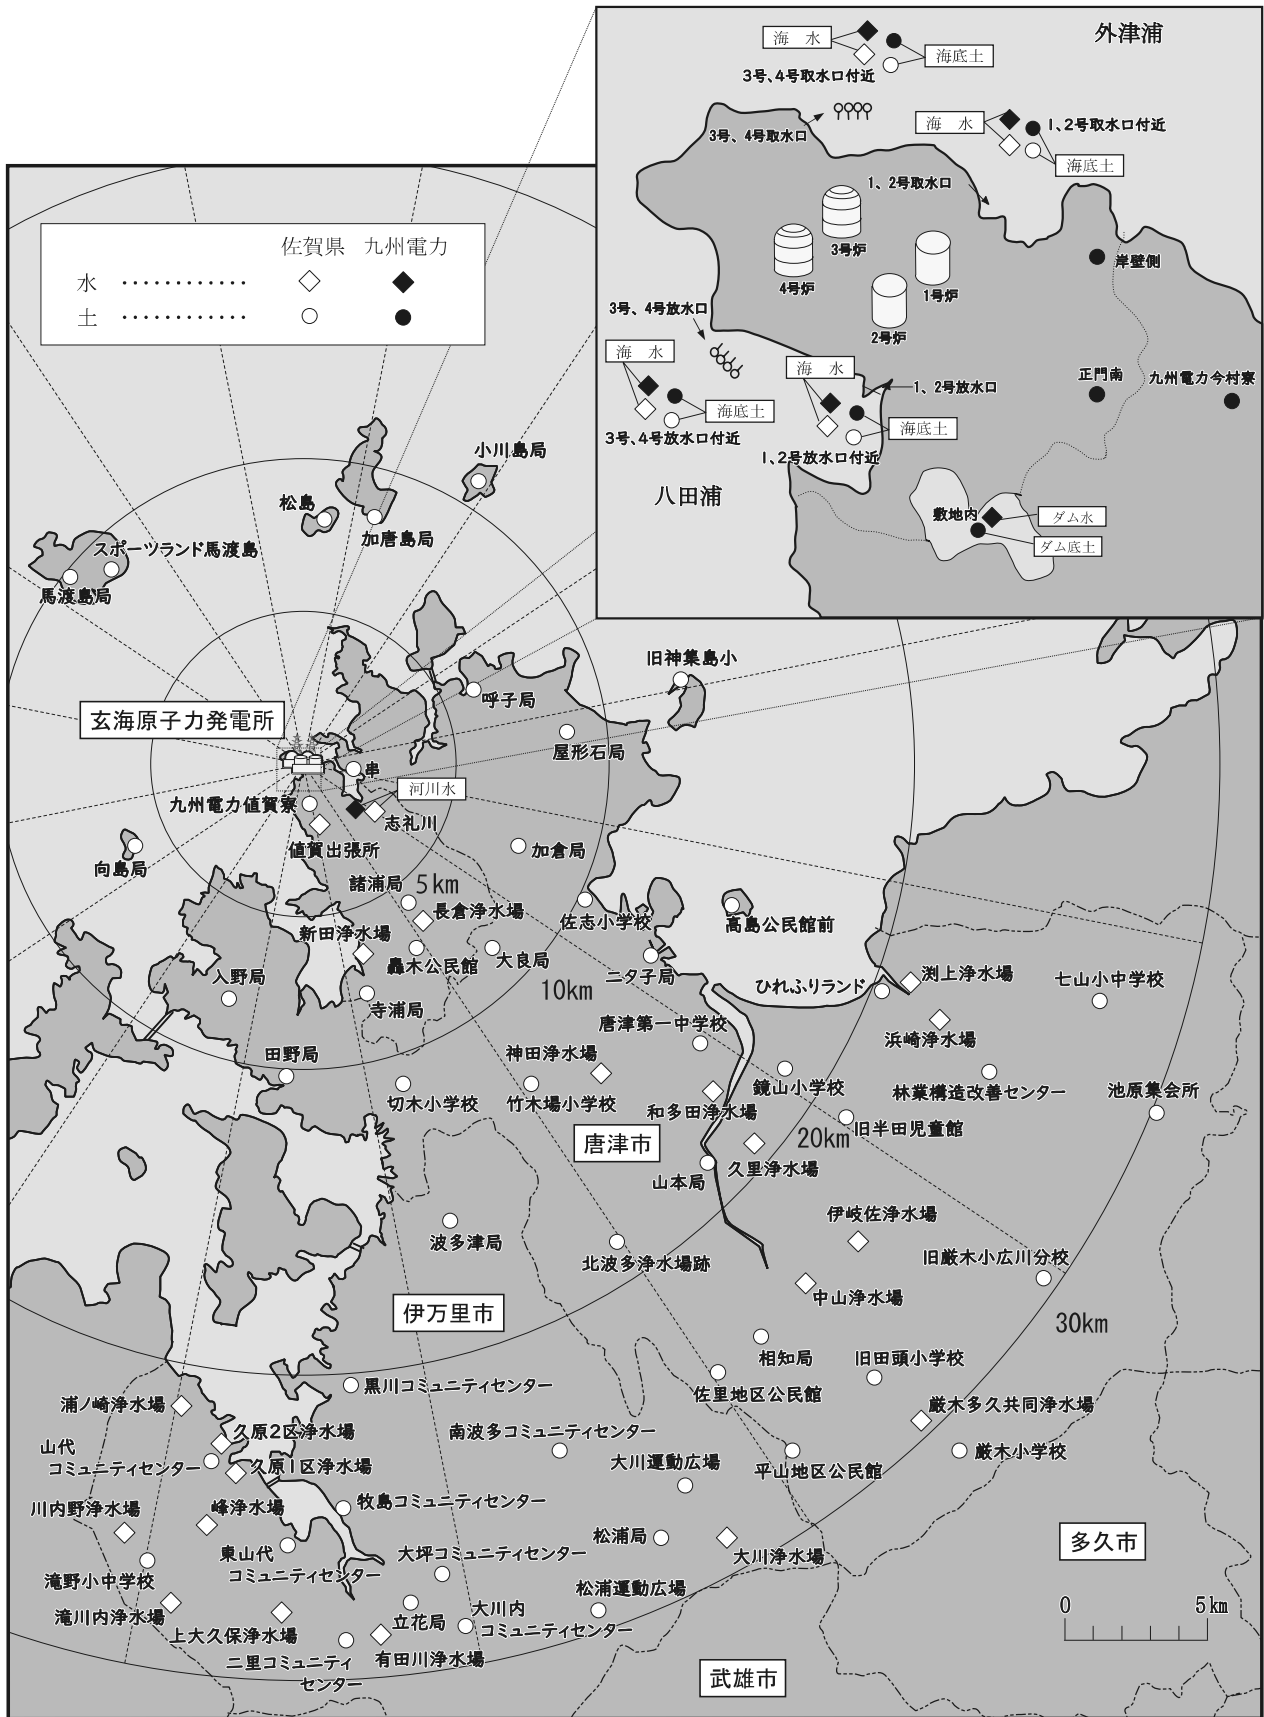 外津浦
海　水
海底土
3号、4号取水口付近
3号、4号取水口
海　水
1、2号取水口付近
海底土
1、2号取水口
3号炉
4号炉
1号炉
2号炉
岸壁側
3号、4号放水口
海　水
海底土
3号、4号放水口付近
海　水
1、2号放水口
海底土
1、2号放水口付近
正門南
九州電力今村寮
八田浦
敷地内
ダム水
ダム底土
佐賀県　九州電力
水 ･････････････
土 ･････････････
小川島局
松島
加唐島局
スポーツランド馬渡島
馬渡島局
旧神集島小
呼子局
玄海原子力発電所
屋形石局
串
河川水
九州電力値賀寮
志礼川
値賀出張所
加倉局
向島局
諸浦局
5km
長倉浄水場
佐志小学校
高島公民館前
新田浄水場
轟木公民館
大良局
二タ子局
入野局
10km
ひれふりランド
渕上浄水場
七山小中学校
寺浦局
唐津第一中学校
浜崎浄水場
田野局
神田浄水場
切木小学校
竹木場小学校
和多田浄水場
鏡山小学校
林業構造改善センター
池原集会所
唐津市
20km
旧半田児童館
山本局
久里浄水場
伊岐佐浄水場
波多津局
北波多浄水場跡
旧厳木小広川分校
中山浄水場
伊万里市
30km
相知局
旧田頭小学校
黒川コミュニティセンター
佐里地区公民館
浦ノ崎浄水場
厳木多久共同浄水場
久原2区浄水場
南波多コミュニティセンター
山代
コミュニティセンター
久原1区浄水場
大川運動広場
平山地区公民館
厳木小学校
川内野浄水場
峰浄水場
牧島コミュニティセンター
東山代
コミュニティセンター
松浦局
大川浄水場
多久市
大坪コミュニティセンター
滝野小中学校
滝川内浄水場
松浦運動広場
立花局
大川内
コミュニティセンター
上大久保浄水場
有田川浄水場
二里コミュニティ
センター
武雄市
0　5km